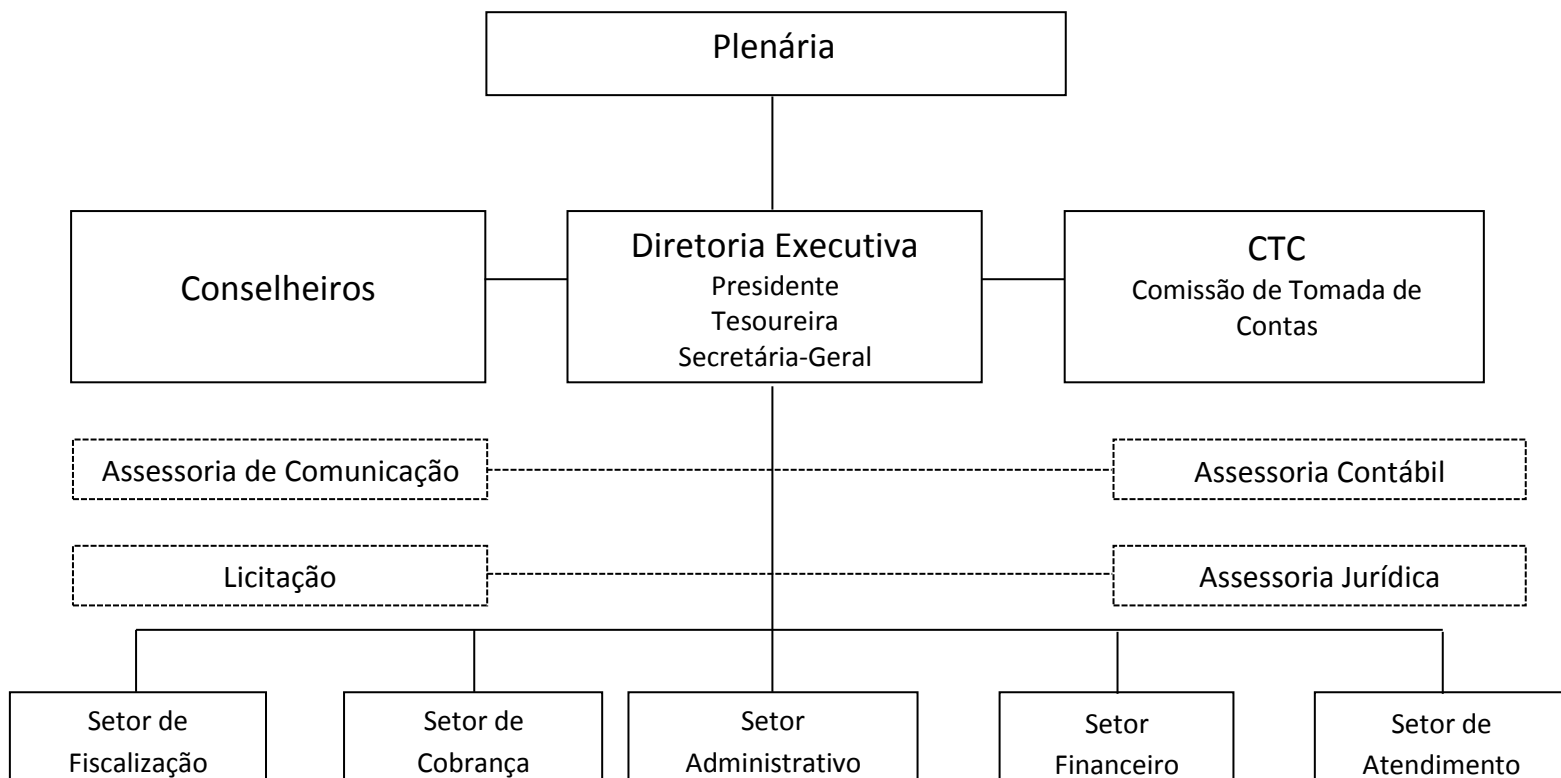 Plenária
Conselheiros
Diretoria Executiva
Presidente
Tesoureira
Secretária-Geral
CTC
Comissão de Tomada de
Contas
Assessoria de Comunicação
Assessoria Contábil
Licitação
Assessoria Jurídica
Setor de
Fiscalização
Setor de
Cobrança
Setor
Administrativo
Setor
Financeiro
Setor de
Atendimento